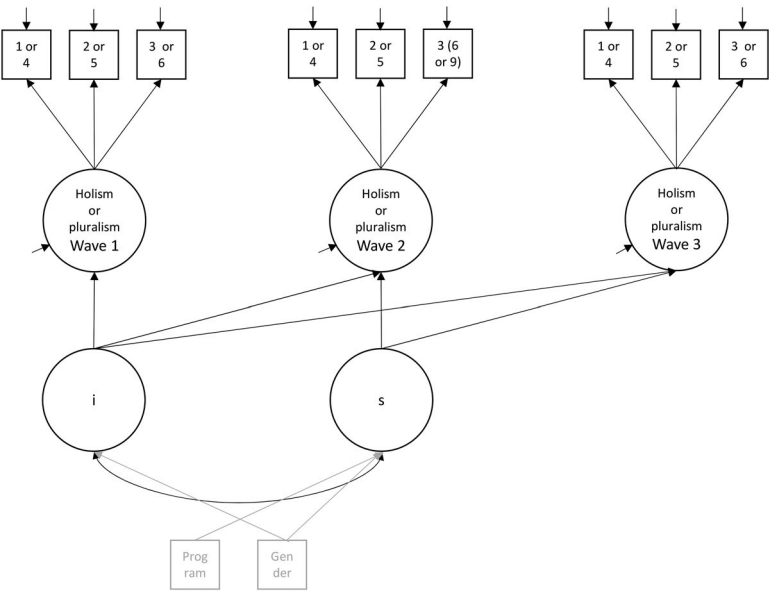 1 or
4
2 or
5
3 or
6
1 or
4
2 or
5
3 (6
or 9)
1 or
4
2 or
5
3 or
6
Holism
or
pluralism
Wave 1
Holism
or
pluralism
Wave 2
Holism
or
pluralism
Wave 3
i
s
Prog
ram
Gen
der